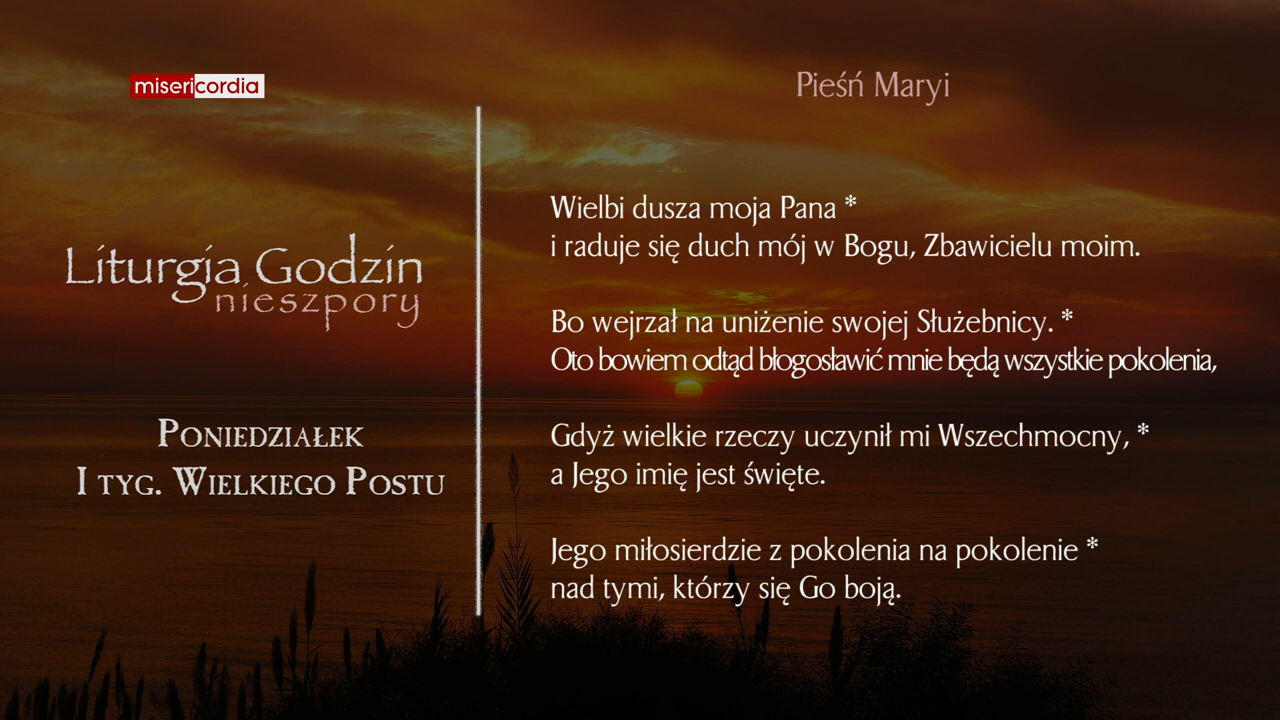 misericordia
Liturgia Godzin
nieszpory
Poniedziałek
I tyg. Wielkiego Postu
Pieśń Maryi
Wielbi dusza moja Pana *
i raduje się duch mój w Bogu, Zbawicielu moim.
Bo wejrzał na uniżenie swojej Służebnicy. *
Oto bowiem odtąd błogosławić mnie będą wszystkie pokolenia,
Gdyż wielkie rzeczy uczynił mi Wszechmocny, *
a Jego imię jest święte.
Jego miłosierdzie z pokolenia na pokolenie *
nad tymi, którzy się Go boją.